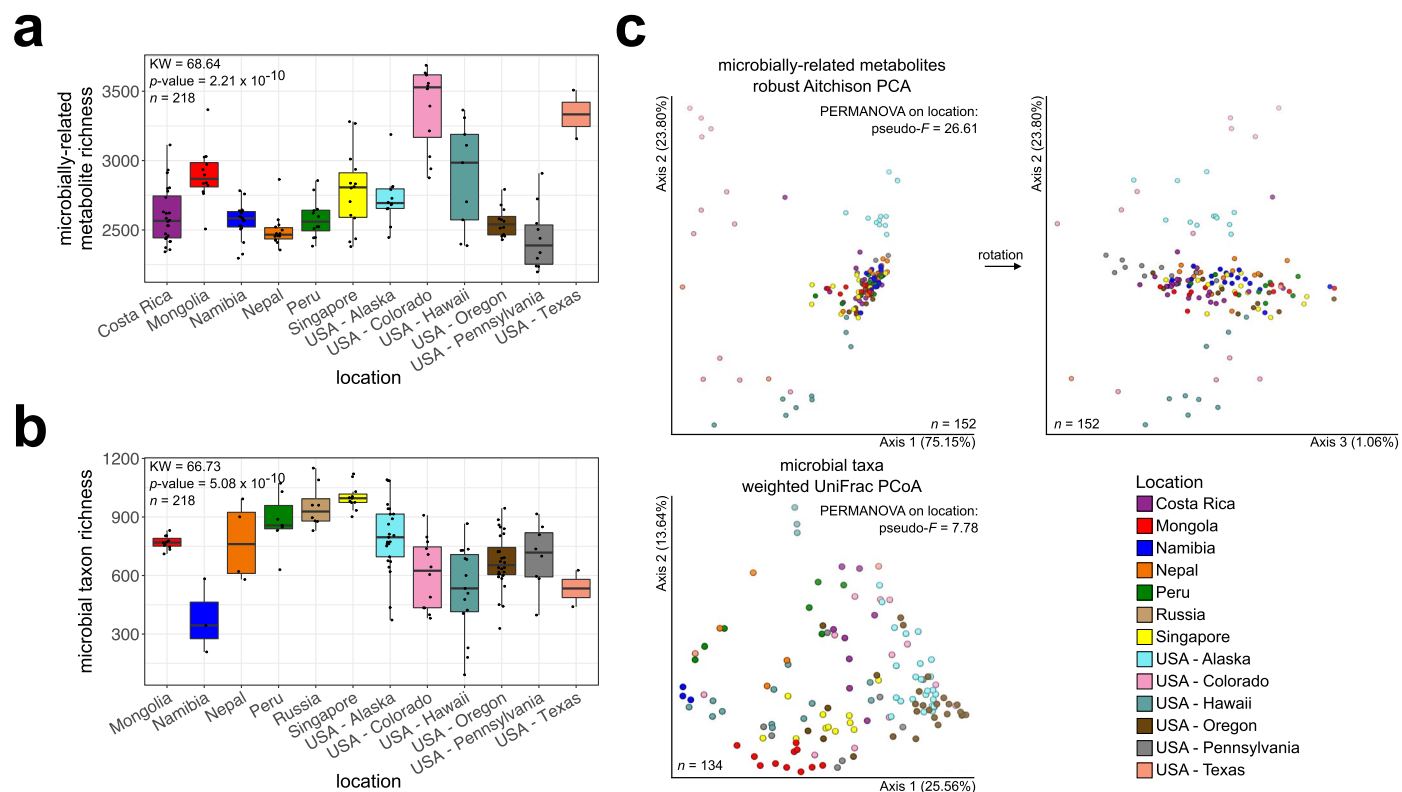 a
KW = 68.64
p-value = 2.21 x 10-10
n = 218
microbially-related
metabolite richness
3500
3000
2500
Costa Rica
Mongolia
Namibia
Nepal
Peru
Singapore
USA - Alaska
USA - Colorado
USA - Hawaii
USA - Oregon
USA - Pennsylvania
USA - Texas
location
b
KW = 66.73
p-value = 5.08 x 10-10
n = 218
microbial taxon richness
1200
900
600
300
Mongolia
Namibia
Nepal
Peru
Russia
Singapore
USA - Alaska
USA - Colorado
USA - Hawaii
USA - Oregon
USA - Pennsylvania
USA - Texas
location
c
microbially-related metabolites
robust Aitchison PCA
PERMANOVA on location:
pseudo-F = 26.61
Axis 2 (23.80%)
n = 152
Axis 1 (75.15%)
rotation
Axis 2 (23.80%)
n = 152
Axis 3 (1.06%)
microbial taxa
weighted UniFrac PCoA
PERMANOVA on location:
pseudo-F = 7.78
Axis 2 (13.64%)
n = 134
Axis 1 (25.56%)
Location
Costa Rica
Mongola
Namibia
Nepal
Peru
Russia
Singapore
USA - Alaska
USA - Colorado
USA - Hawaii
USA - Oregon
USA - Pennsylvania
USA - Texas